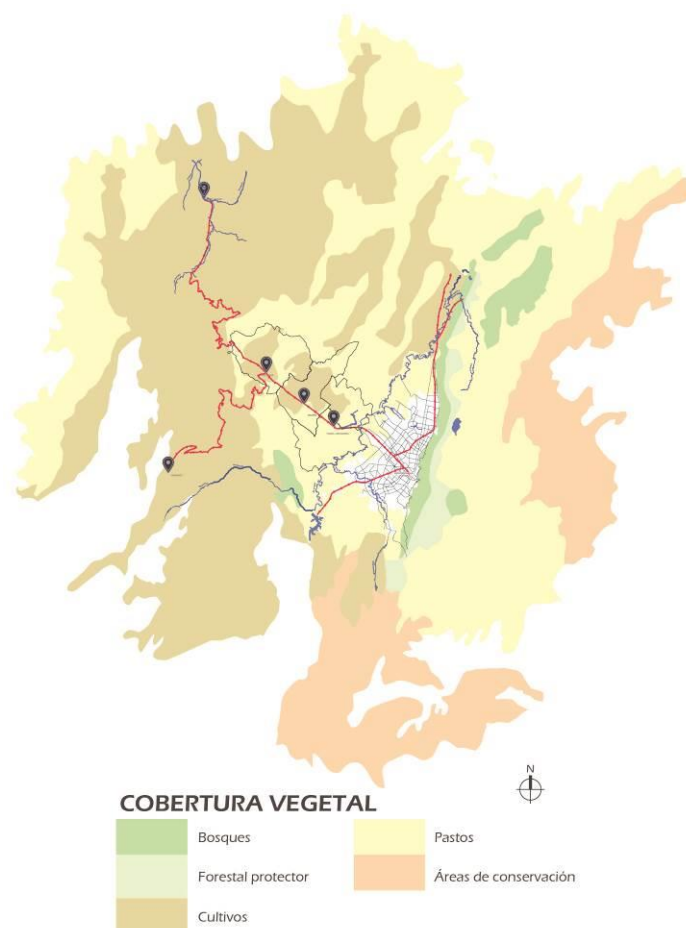 N
COBERTURA VEGETAL
Bosques
Pastos
Forestal protector
Áreas de conservación
Cultivos